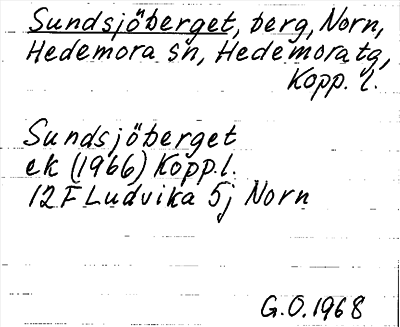 Sundsjöberget, berg, Norn,
Hedemora sn, Hedemora tg,
Kopp. l.
Sundsjöberget
ek (1966) Kopp. l.
12 F Ludvika 5j Norn
G.O. 1968